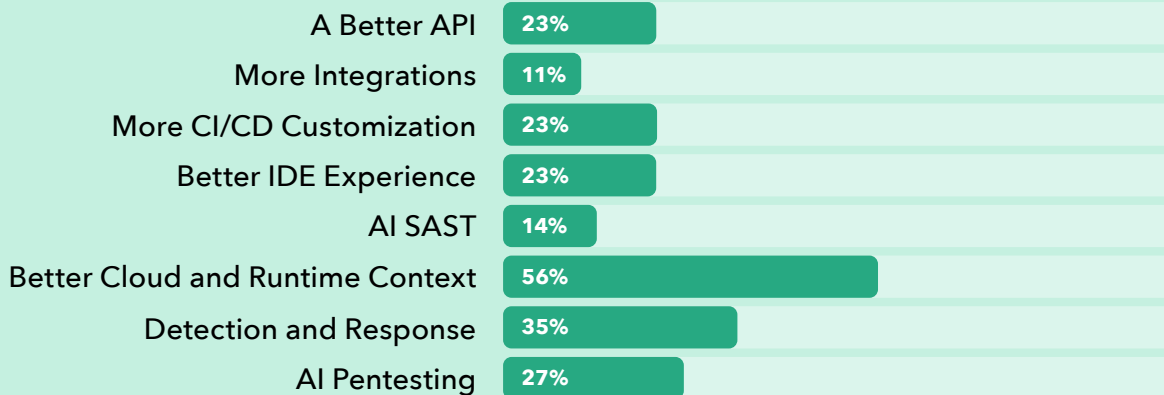 A Better API 23%
More Integrations 11%
More CI/CD Customization 23%
Better IDE Experience 23%
AI SAST 14%
Better Cloud and Runtime Context 56%
Detection and Response 35%
AI Pentesting 27%